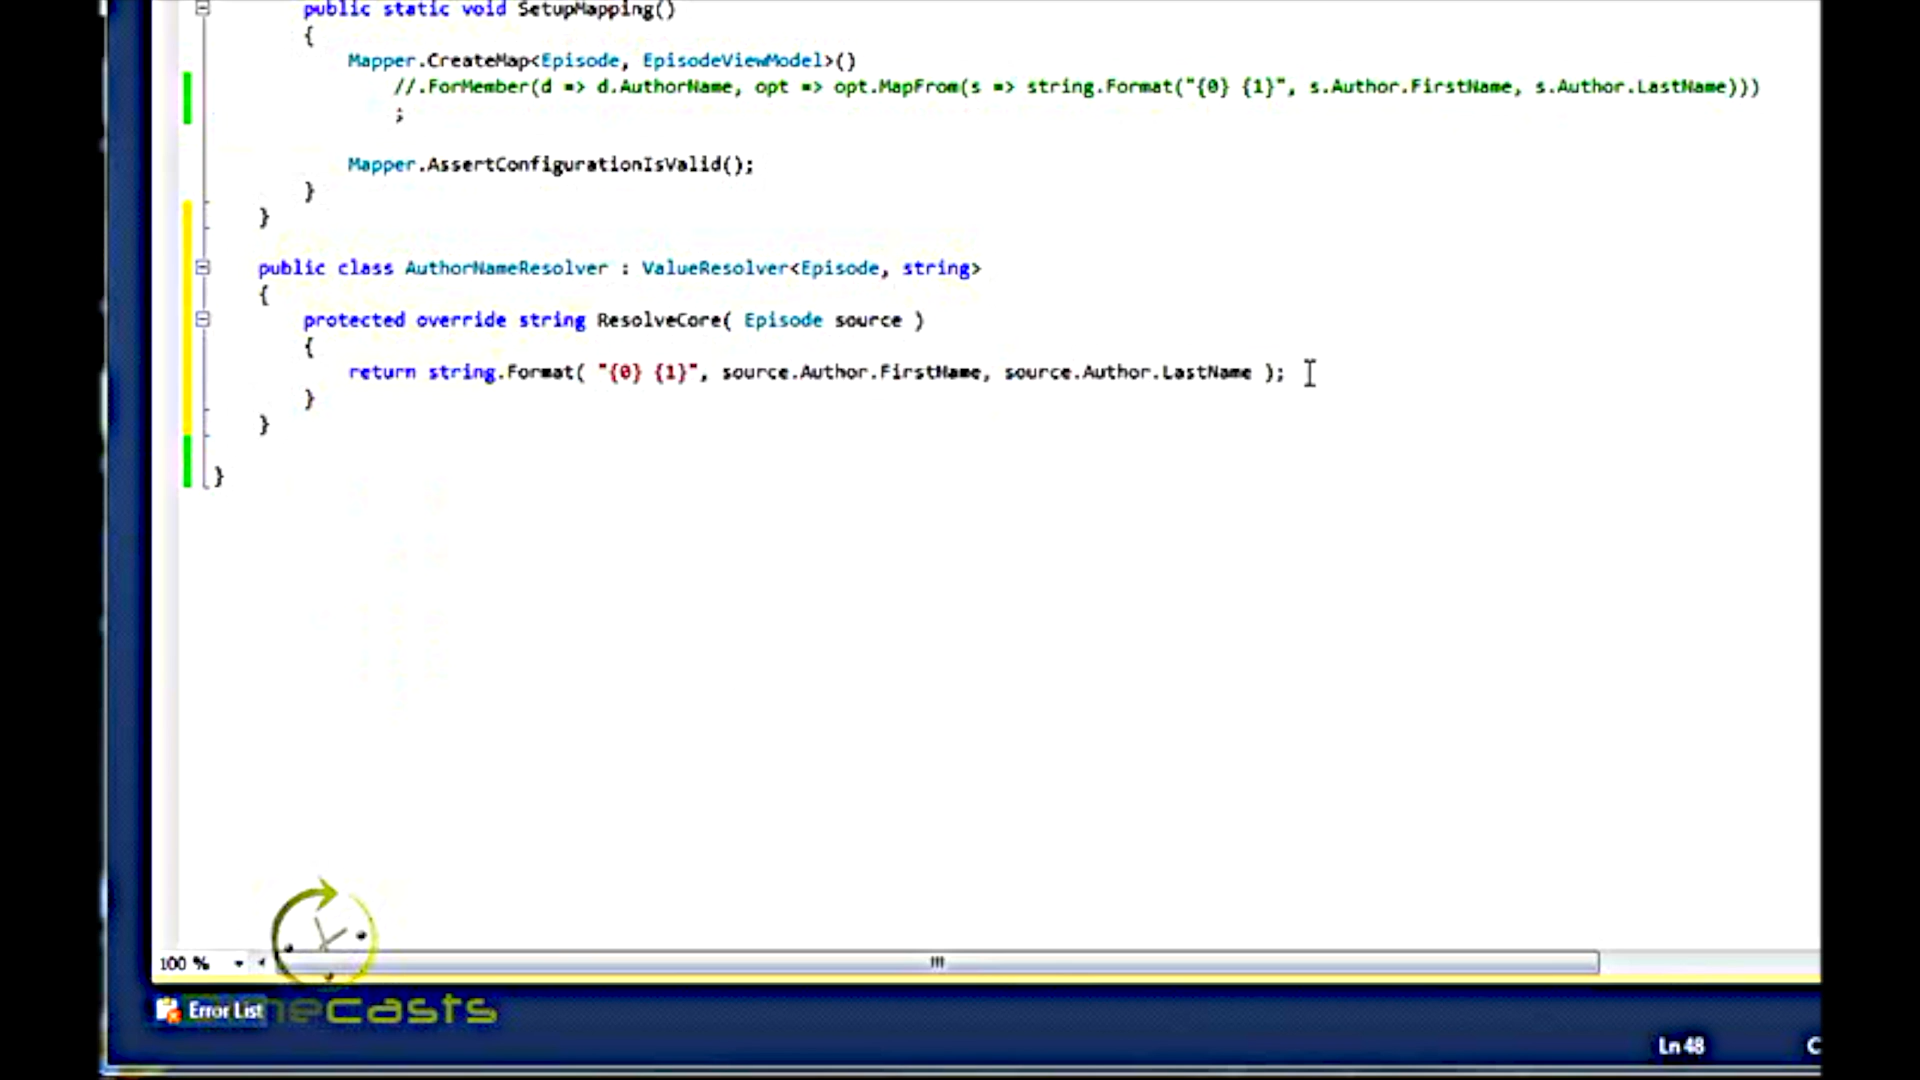 public static void SetupMapping()
{
Mapper.CreateMap<Episode, EpisodeViewModel>()
//.ForMember(d => d.AuthorName, opt => opt.MapFrom(s => string.Format("{0} {1}", s.Author.FirstName, s.Author.LastName)))
;
Mapper.AssertConfigurationIsValid();
}
}
public class AuthorNameResolver : ValueResolver<Episode, string>
{
protected override string ResolveCore( Episode source )
{
return string.Format( "{0} {1}", source.Author.FirstName, source.Author.LastName );
}
}
}
100 %
Error List
ecasts
Ln 48
C